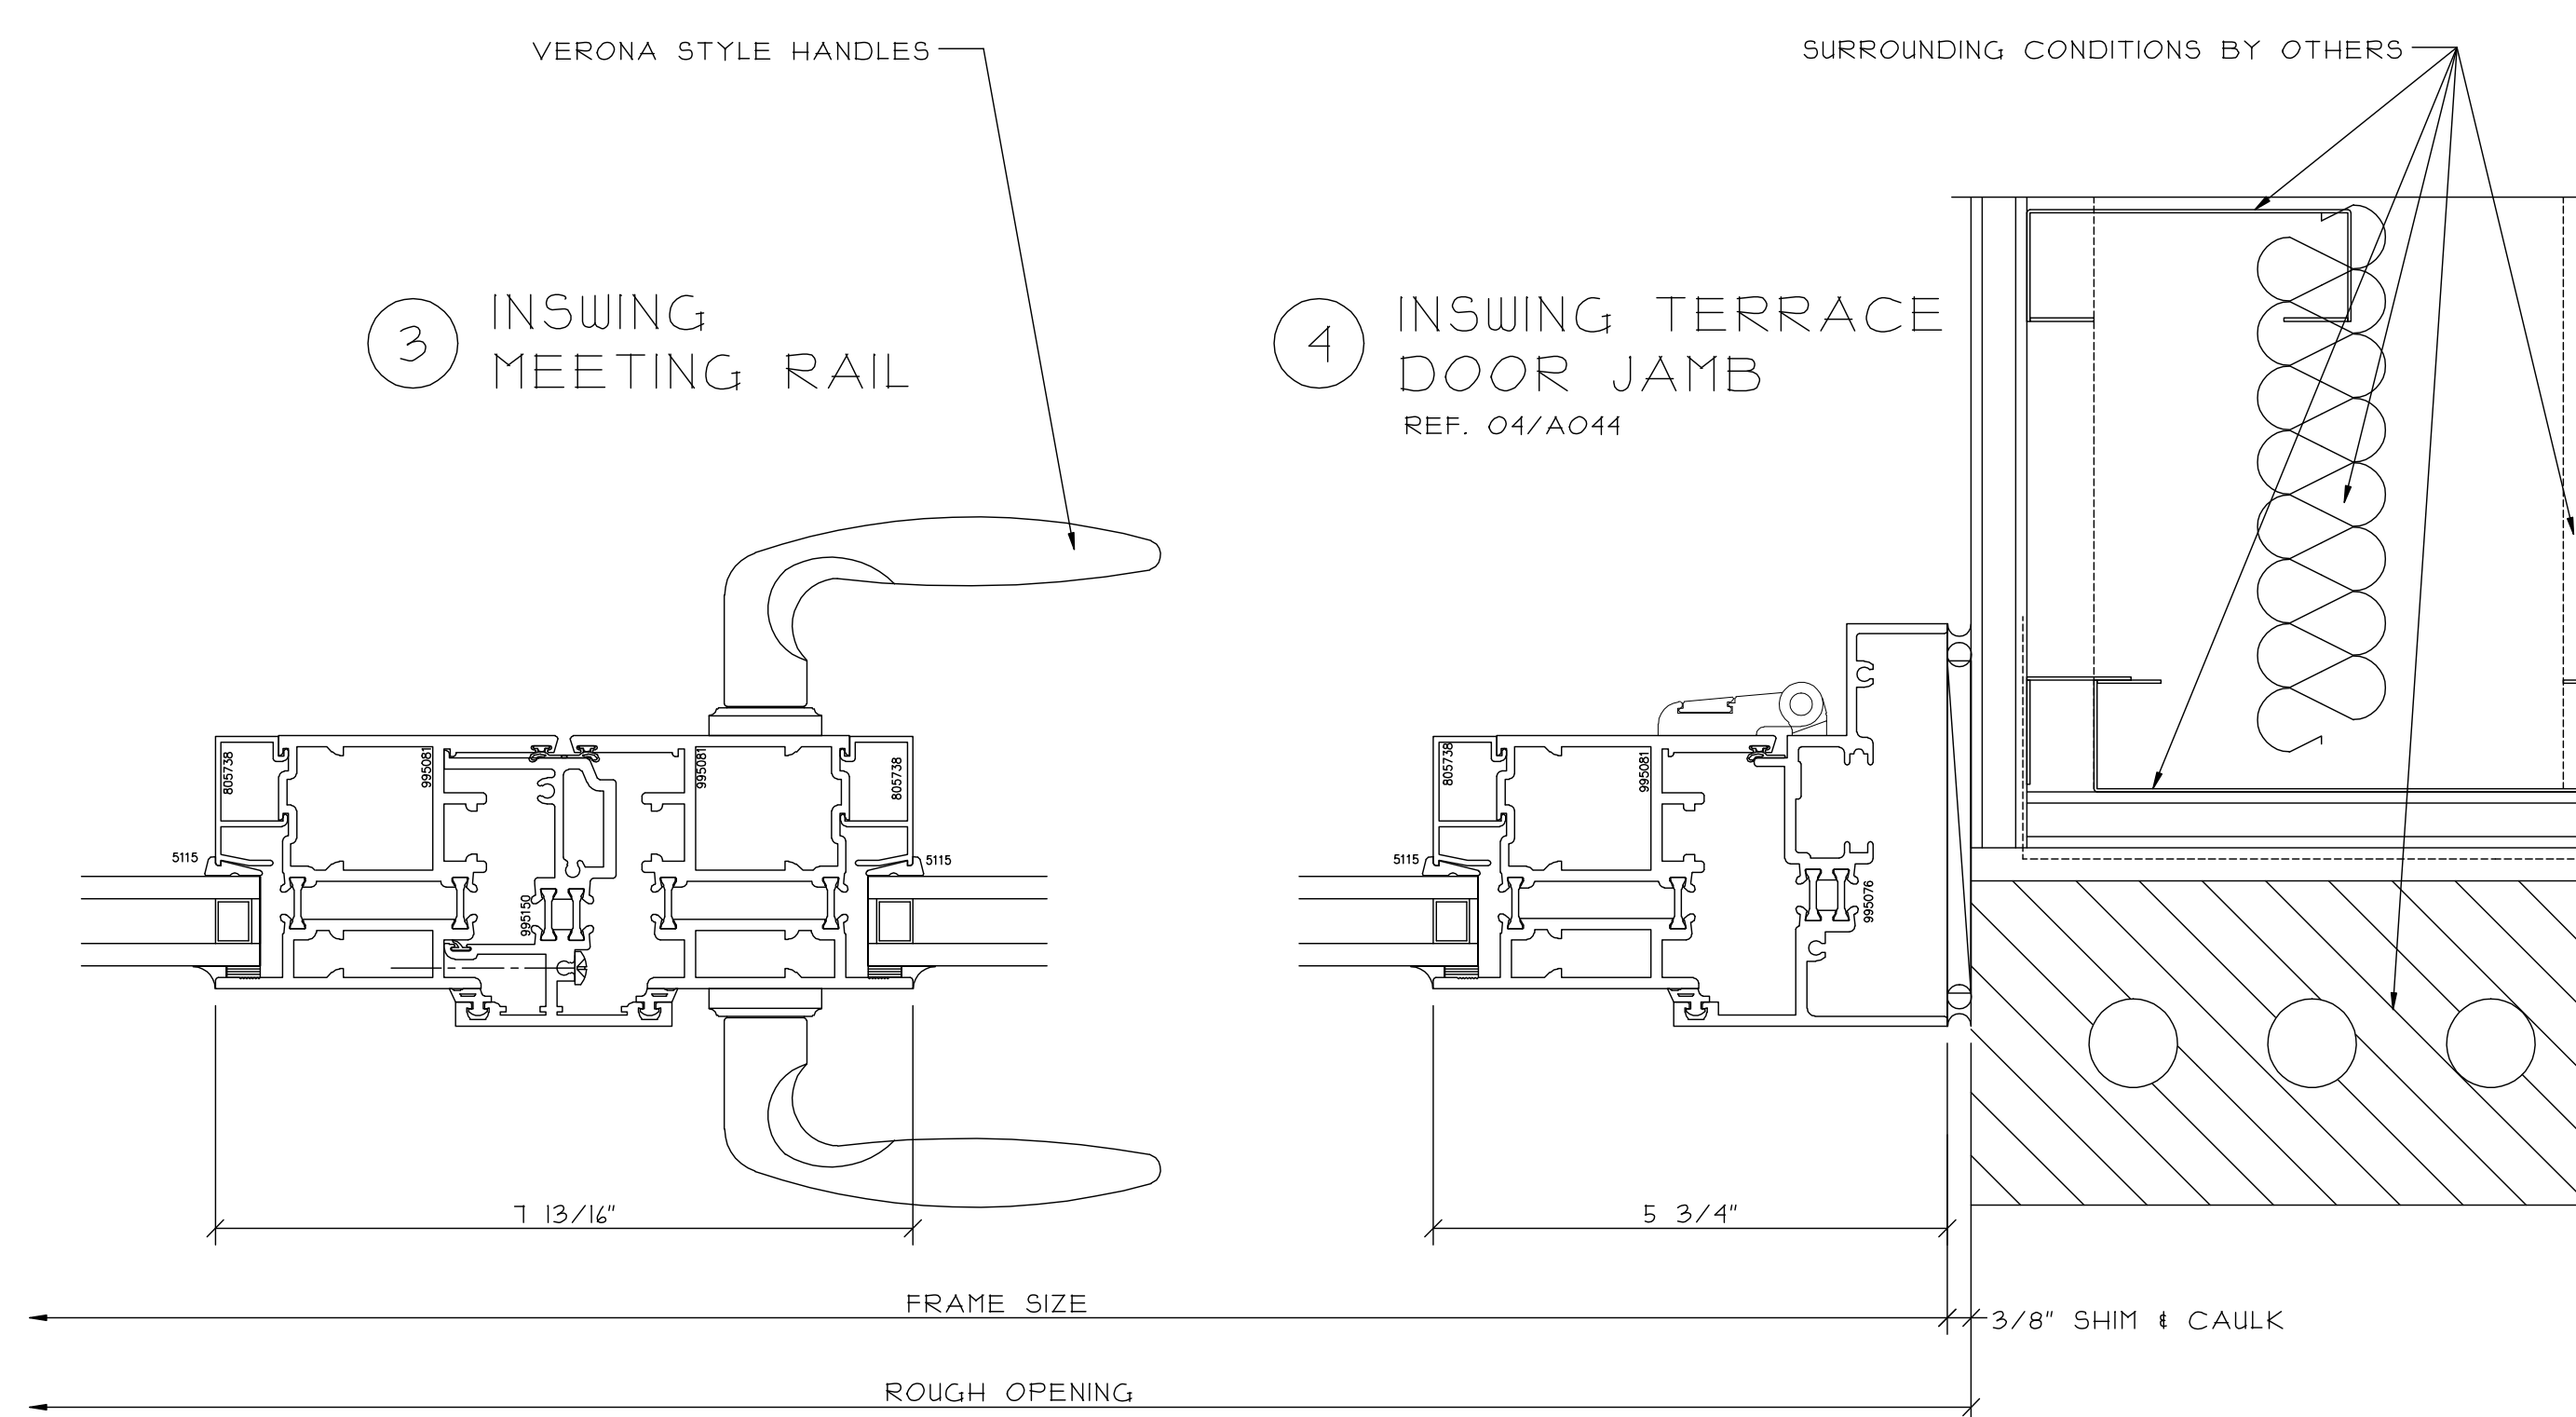 VERONA STYLE HANDLES
SURROUNDING CONDITIONS BY OTHERS
3
INSWING
MEETING RAIL
4
INSWING TERRACE
DOOR JAMB
REF. 04/A044
805738
995081
995081
805738
5115
5115
995150
805738
995081
5115
995076
7 13/16"
5 3/4"
FRAME SIZE
3/8" SHIM & CAULK
ROUGH OPENING